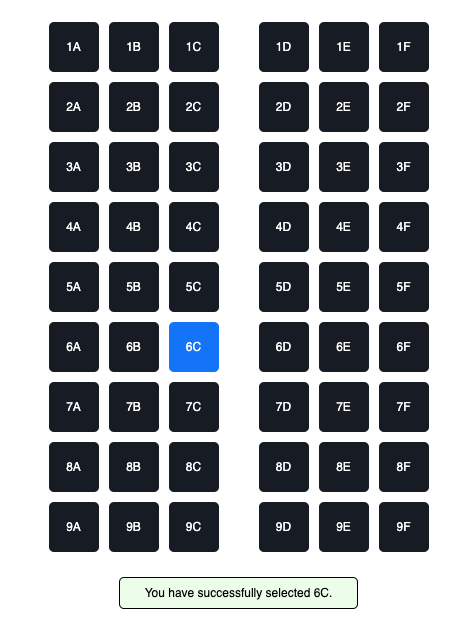 1A 1B 1C 1D 1E 1F
2A 2B 2C 2D 2E 2F
3A 3B 3C 3D 3E 3F
4A 4B 4C 4D 4E 4F
5A 5B 5C 5D 5E 5F
6A 6B 6C 6D 6E 6F
7A 7B 7C 7D 7E 7F
8A 8B 8C 8D 8E 8F
9A 9B 9C 9D 9E 9F
You have successfully selected 6C.